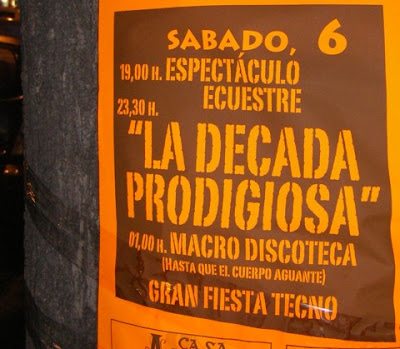 SABADO, 6
19,00 H. ESPECTÁCULO
ECUESTRE
23,30 H.
"LA DECADA
PRODIGIOSA"
01,00 H. MACRO DISCOTECA
(HASTA QUE EL CUERPO AGUANTE)
GRAN FIESTA TECNO
CASA